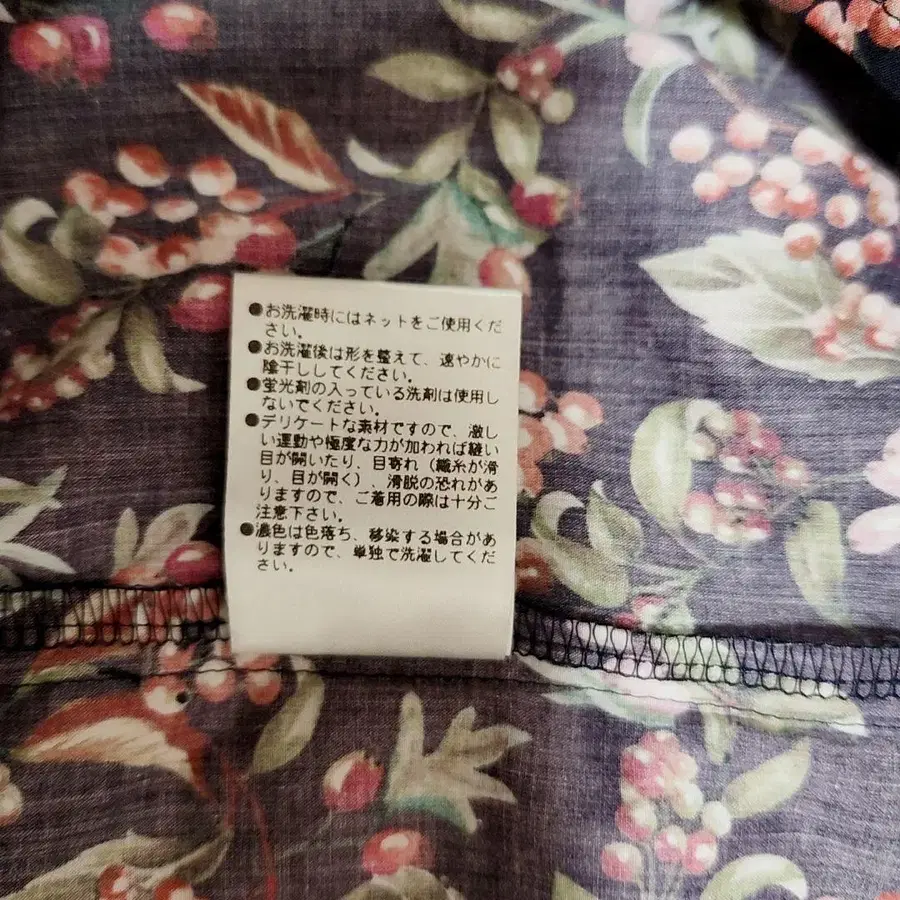 ●お洗濯時にはネットをご使用くだ
さい。
●お洗濯後は形を整えて、速やかに
陰干ししてください。
●蛍光剤の入っている洗剤は使用し
ないでください。
●デリケートな素材ですので、激し
い運動や極度な力が加われば縫い
目が開いたり、目寄れ（織糸が滑
り、目が開く）、滑脱の恐れがあ
りますので、ご着用の際は十分ご
注意下さい。
●濃色は色落ち、移染する場合があ
りますので、単独で洗濯してくだ
さい。